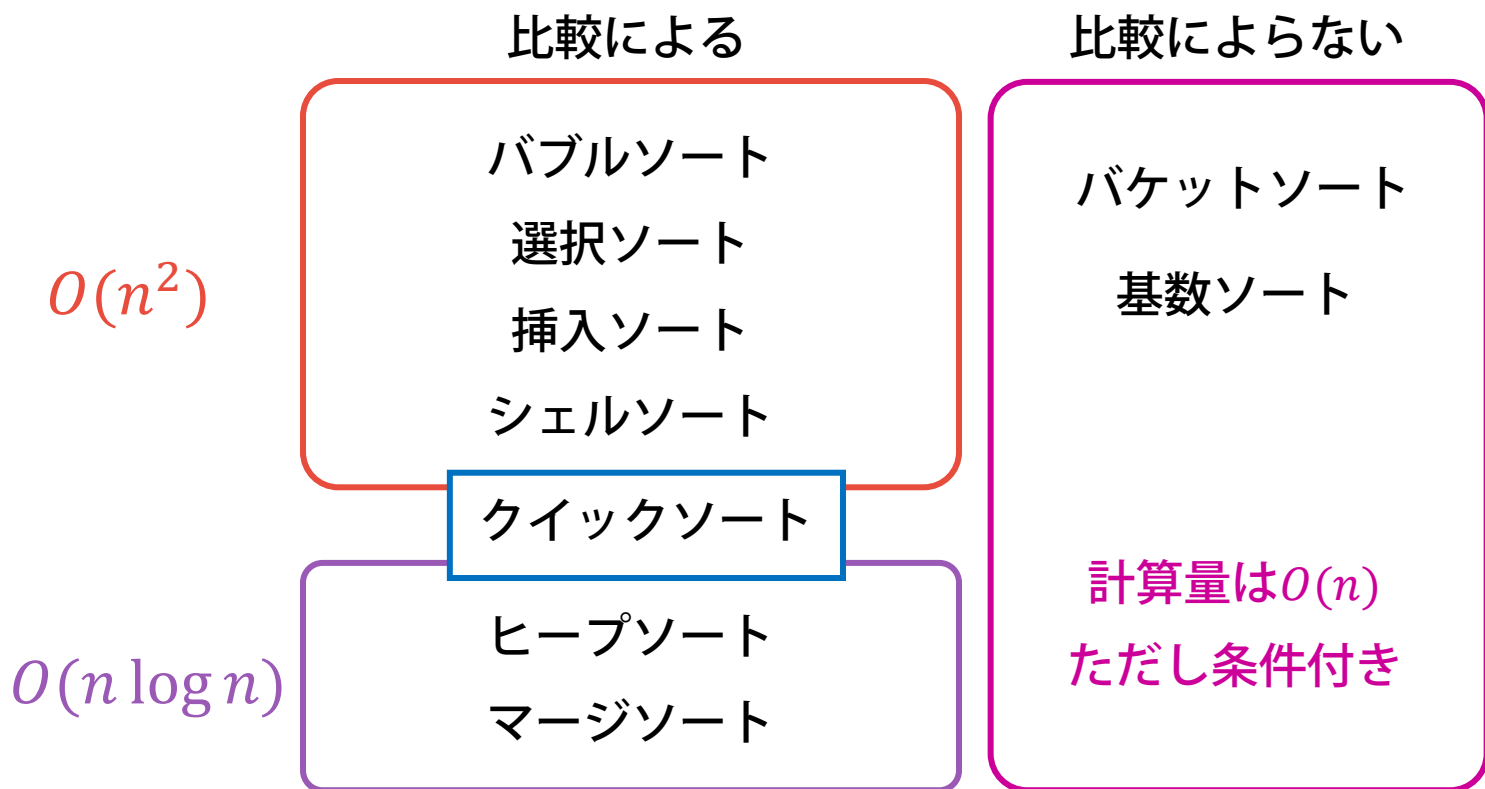 比較による
比較によらない
バブルソート
選択ソート
挿入ソート
シェルソート
O(n²)
クイックソート
ヒープソート
マージソート
O(n log n)
バケットソート
基数ソート
計算量はO(n)
ただし条件付き